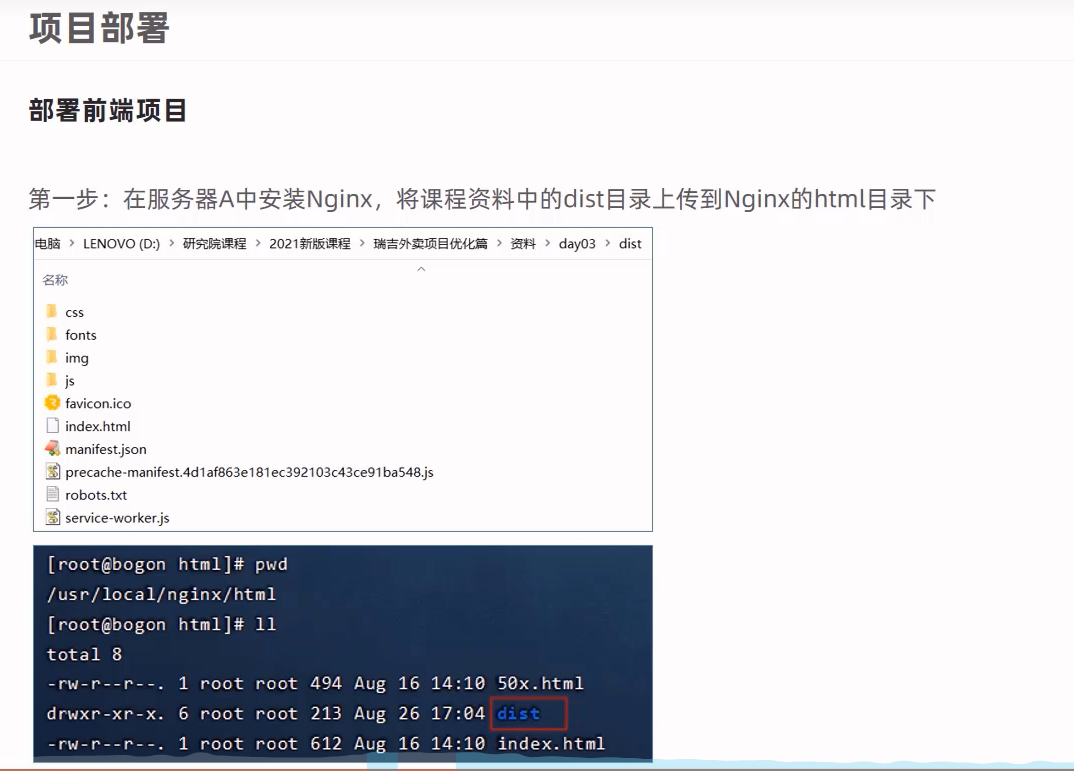 项目部署
部署前端项目
第一步：在服务器A中安装Nginx，将课程资料中的dist目录上传到Nginx的html目录下
电脑 > LENOVO (D:) > 研究院课程 > 2021新版课程 > 瑞吉外卖项目优化篇 > 资料 > day03 > dist
名称
css
fonts
img
js
favicon.ico
index.html
manifest.json
precache-manifest.4d1af863e181ec392103c43ce91ba548.js
robots.txt
service-worker.js
[root@bogon html]# pwd
/usr/local/nginx/html
[root@bogon html]# ll
total 8
-rw-r--r--. 1 root root 494 Aug 16 14:10 50x.html
drwxr-xr-x. 6 root root 213 Aug 26 17:04 dist
-rw-r--r--. 1 root root 612 Aug 16 14:10 index.html